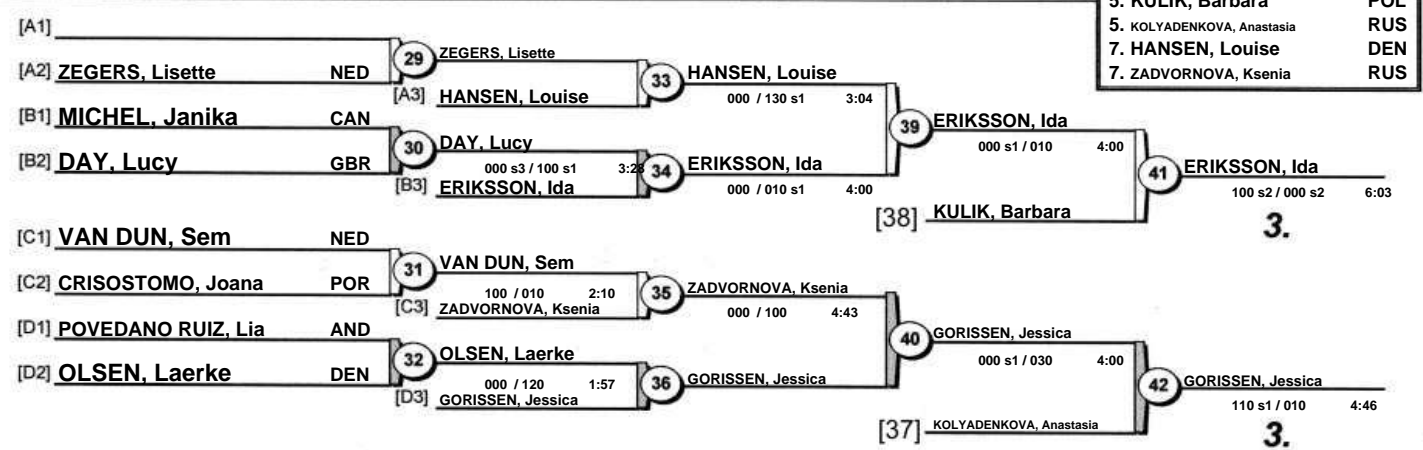 5. KULIK, Barbara POL
5. KOLYADENKOVA, Anastasia RUS
7. HANSEN, Louise DEN
7. ZADVORNOVA, Ksenia RUS
[A1]
[A2] ZEGERS, Lisette NED
29
ZEGERS, Lisette
[A3] HANSEN, Louise
33
HANSEN, Louise
000 / 130 s1 3:04
[B1] MICHEL, Janika CAN
[B2] DAY, Lucy GBR
30
DAY, Lucy
000 s3 / 100 s1 3:28
[B3] ERIKSSON, Ida
34
ERIKSSON, Ida
000 / 010 s1 4:00
39
ERIKSSON, Ida
000 s1 / 010 4:00
[38] KULIK, Barbara
41
ERIKSSON, Ida
100 s2 / 000 s2 6:03
3.
[C1] VAN DUN, Sem NED
[C2] CRISOSTOMO, Joana POR
31
VAN DUN, Sem
100 / 010 2:10
[C3] ZADVORNOVA, Ksenia
35
ZADVORNOVA, Ksenia
000 / 100 4:43
[D1] POVEDANO RUIZ, Lia AND
[D2] OLSEN, Laerke DEN
32
OLSEN, Laerke
000 / 120 1:57
[D3] GORISSEN, Jessica
36
GORISSEN, Jessica
40
GORISSEN, Jessica
000 s1 / 030 4:00
[37] KOLYADENKOVA, Anastasia
42
GORISSEN, Jessica
110 s1 / 010 4:46
3.